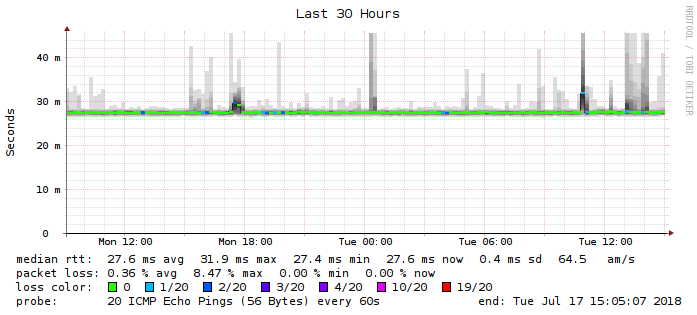 Last 30 Hours
RRDTOOL / TOBI OETIKER
Seconds
40 m
30 m
20 m
10 m
0
Mon 12:00 Mon 18:00 Tue 00:00 Tue 06:00 Tue 12:00
median rtt: 27.6 ms avg 31.9 ms max 27.4 ms min 27.6 ms now 0.4 ms sd 64.5 am/s
packet loss: 0.36 % avg 8.47 % max 0.00 % min 0.00 % now
loss color: 0 1/20 2/20 3/20 4/20 10/20 19/20
probe: 20 ICMP Echo Pings (56 Bytes) every 60s end: Tue Jul 17 15:05:07 2018